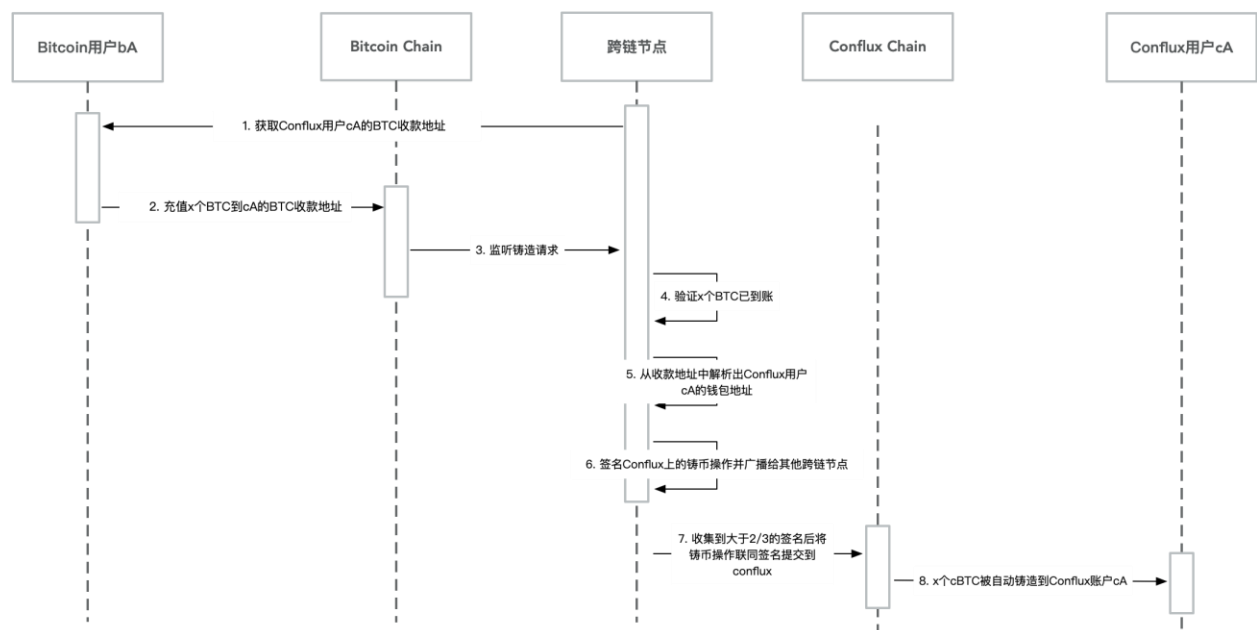 Bitcoin用户bA
Bitcoin Chain
跨链节点
Conflux Chain
Conflux用户cA
1. 获取Conflux用户cA的BTC收款地址
2. 充值x个BTC到cA的BTC收款地址
3. 监听铸造请求
4. 验证x个BTC已到账
5. 从收款地址中解析出Conflux用户
cA的钱包地址
6. 签名Conflux上的铸币操作并广播给其他跨链节点
7. 收集到大于2/3的签名后将
铸币操作联同签名提交到
conflux
8. x个cBTC被自动铸造到Conflux账户cA